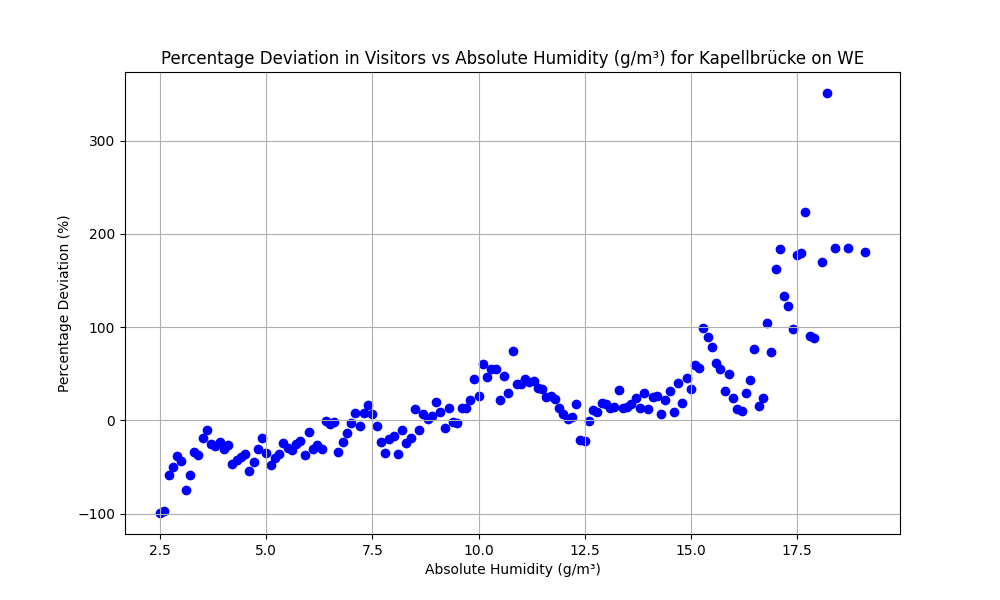 Percentage Deviation in Visitors vs Absolute Humidity (g/m³) for Kapellbrücke on WE
Percentage Deviation (%)
300
200
100
0
−100
2.5 5.0 7.5 10.0 12.5 15.0 17.5
Absolute Humidity (g/m³)